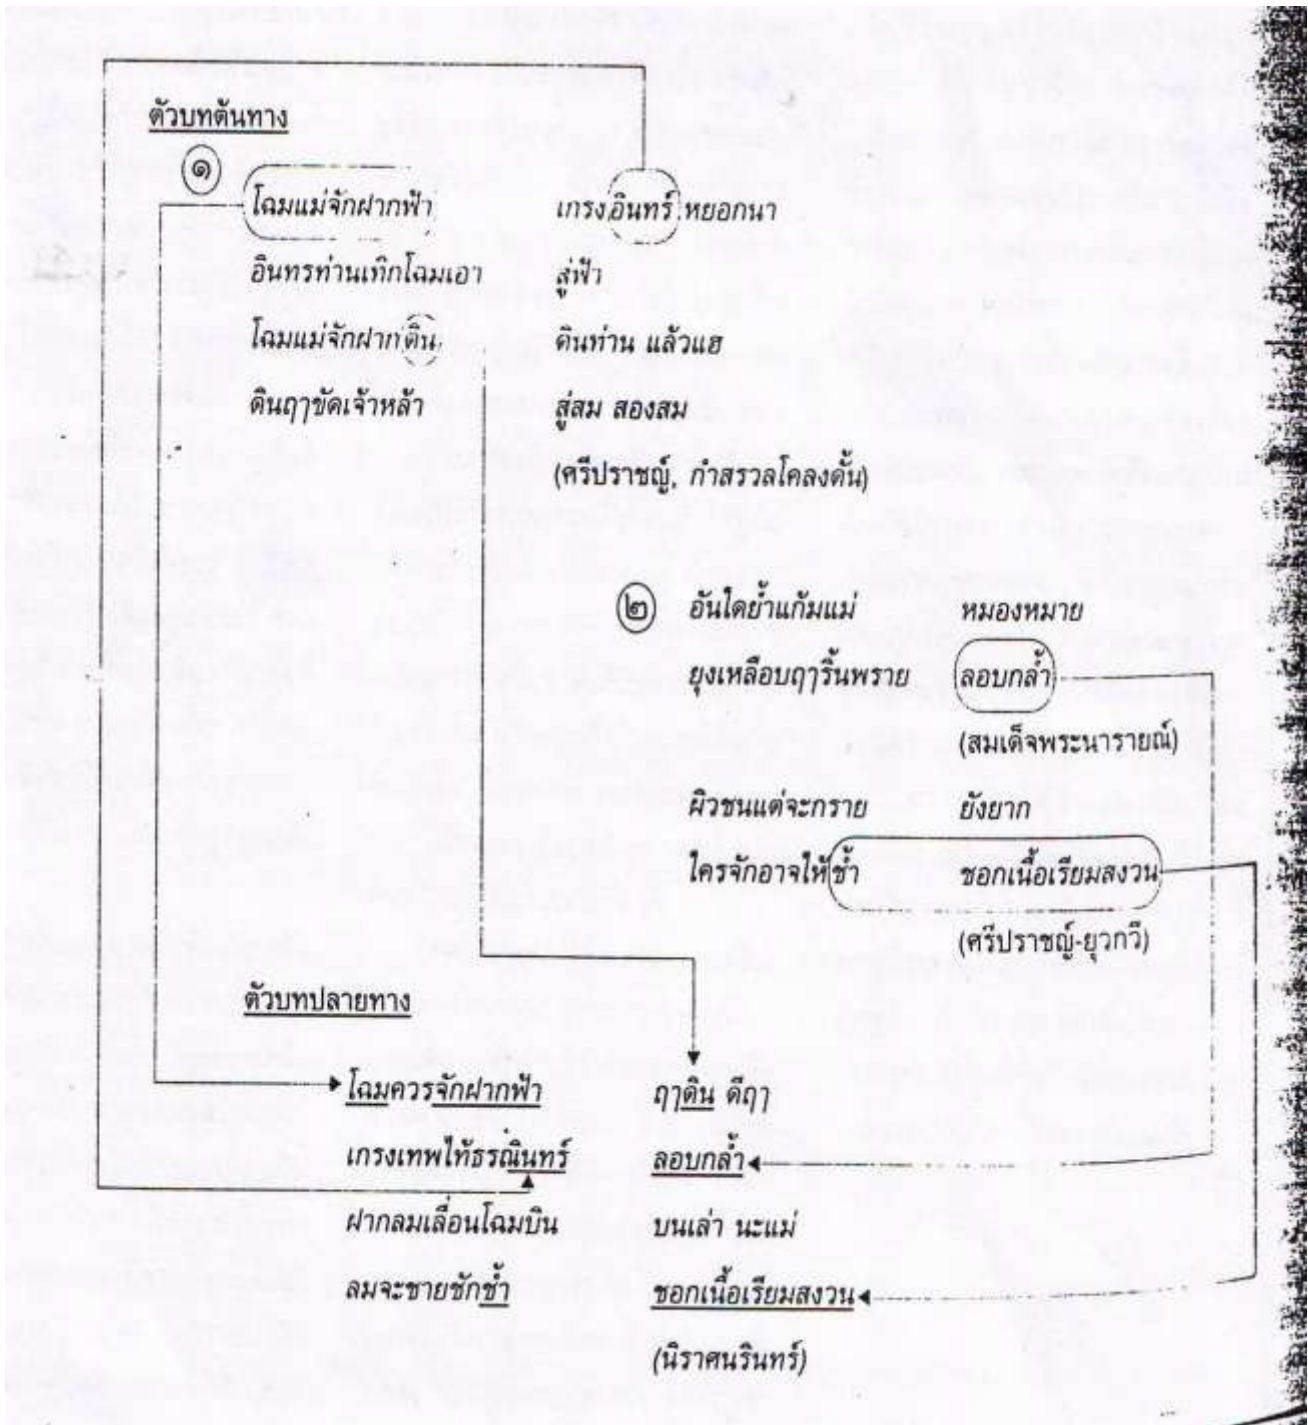 ตัวบทต้นทาง
๑
โฉมแม่จักฝากฟ้า เกรงอินทร์ หยอกนา
อินทรท่านเทิกโฉมเอา สู่ฟ้า
โฉมแม่จักฝากดิน ดินท่าน แล้วแฮ
ดินฤๅขัดเจ้าหล้า สู่สม สองสม
(ศรีปราชญ์, กำสรวลโคลงดั้น)
๒ อันใดย้ำแก้มแม่ หมองหมาย
ยุงเหลือบฤๅริ้นพราย ลอบกล้ำ
(สมเด็จพระนารายณ์)
ผิวชนแต่จะกราย ยังยาก
ใครจักอาจให้ช้ำ ชอกเนื้อเรียมสงวน
(ศรีปราชญ์-ยุวกวี)
ตัวบทปลายทาง
โฉมควรจักฝากฟ้า ฤๅดิน ดีฤๅ
เกรงเทพไท้ธรณินทร์ ลอบกล้ำ
ฝากลมเลื่อนโฉมบิน บนเล่า นะแม่
ลมจะชายชักช้ำ ชอกเนื้อเรียมสงวน
(นิราศนรินทร์)